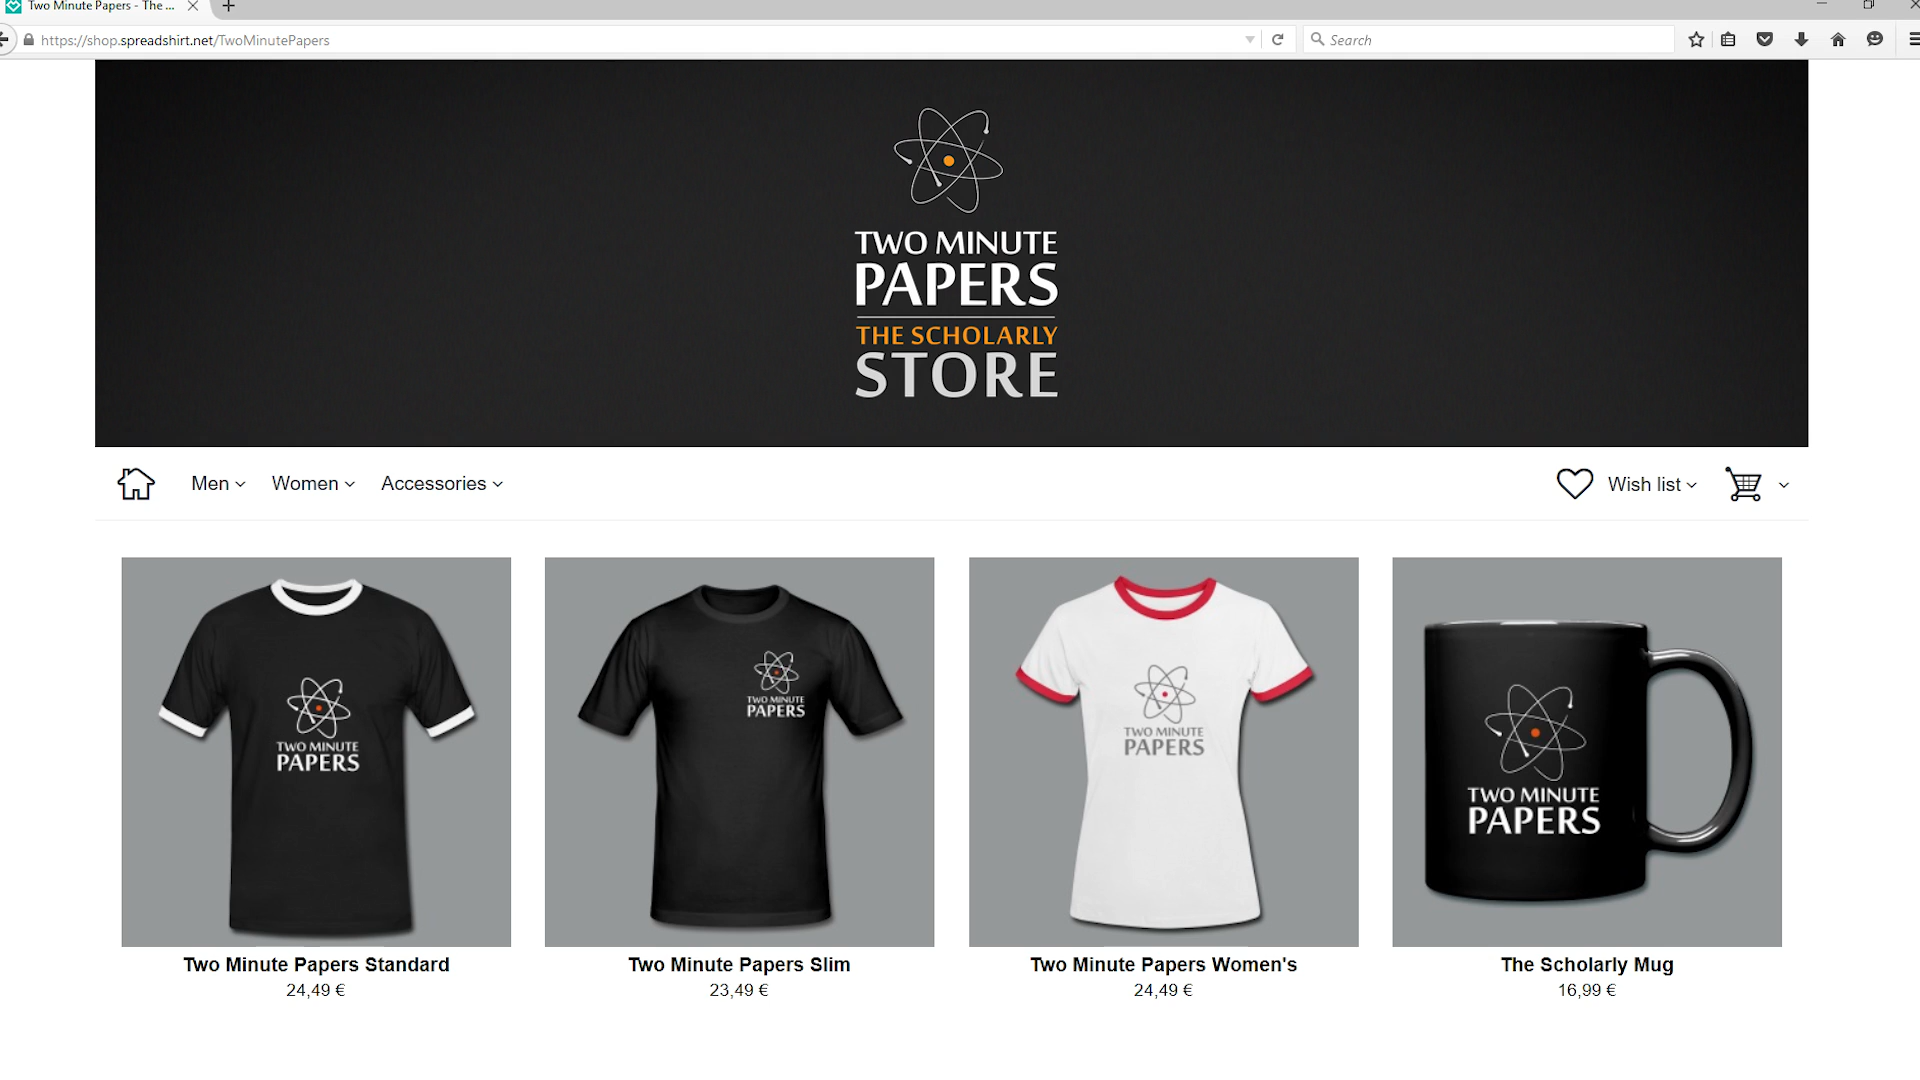 Two Minute Papers - The ...
https://shop.spreadshirt.net/TwoMinutePapers
Search
TWO MINUTE
PAPERS
THE SCHOLARLY
STORE
Men
Women
Accessories
Wish list
TWO MINUTE
PAPERS
TWO MINUTE
PAPERS
TWO MINUTE
PAPERS
TWO MINUTE
PAPERS
Two Minute Papers Standard
24,49 €
Two Minute Papers Slim
23,49 €
Two Minute Papers Women's
24,49 €
The Scholarly Mug
16,99 €